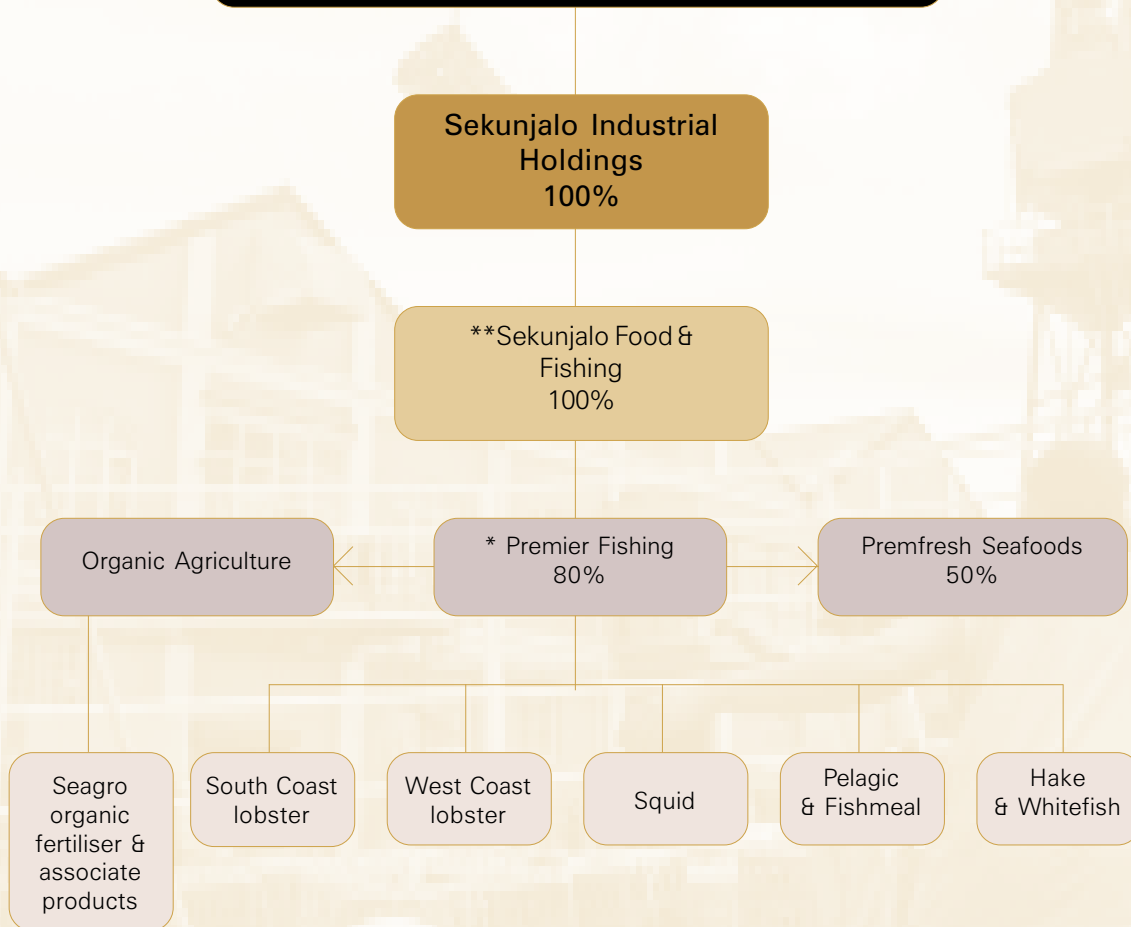 Sekunjalo Industrial
Holdings
100%
**Sekunjalo Food &
Fishing
100%
Organic Agriculture
* Premier Fishing
80%
Premfresh Seafoods
50%
Seagro
organic
fertiliser &
associate
products
South Coast
lobster
West Coast
lobster
Squid
Pelagic
& Fishmeal
Hake
& Whitefish